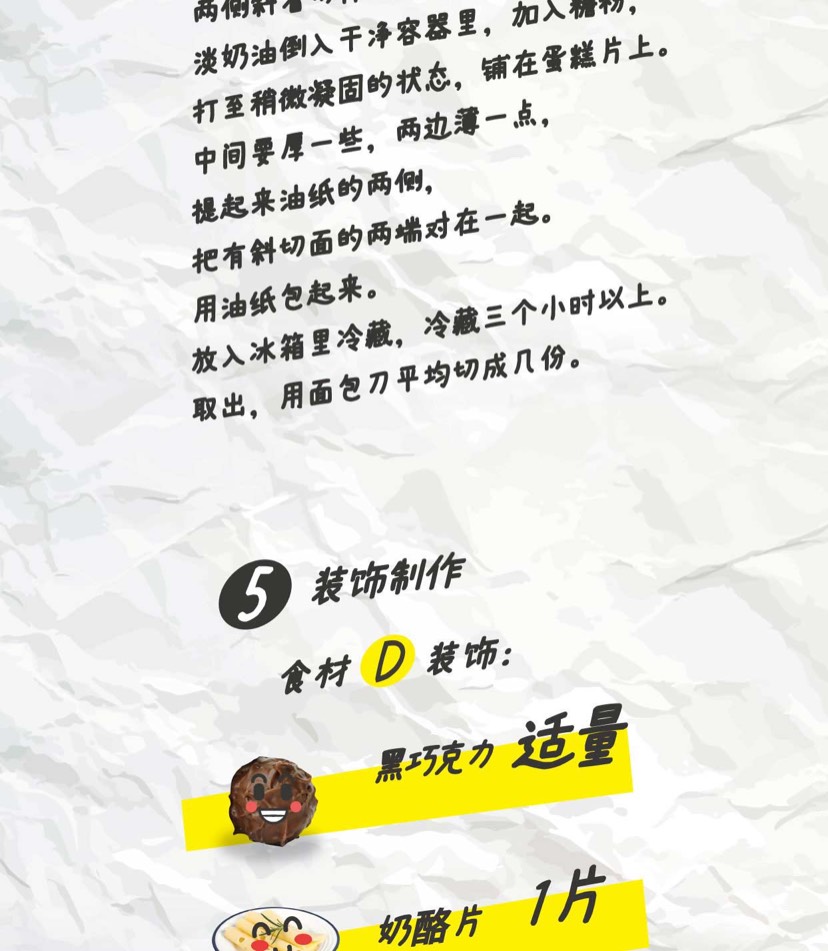 两侧斜着
淡奶油倒入干净容器里，加入糖粉，
打至稍微凝固的状态，铺在蛋糕片上。
中间要厚一些，两边薄一点，
提起来油纸的两侧，
把有斜切面的两端对在一起。
用油纸包起来。
放入冰箱里冷藏，冷藏三个小时以上。
取出，用面包刀平均切成几份。
5 装饰制作
食材 D 装饰：
黑巧克力 适量
奶酪片 1片